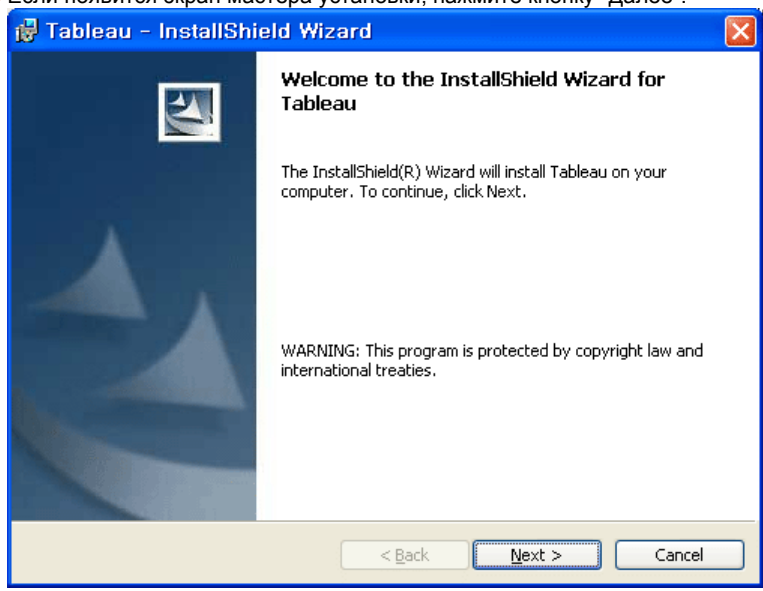 Если появится экран мастера установки, нажмите кнопку "Далее".
Tableau - InstallShield Wizard
Welcome to the InstallShield Wizard for
Tableau
The InstallShield(R) Wizard will install Tableau on your
computer. To continue, click Next.
WARNING: This program is protected by copyright law and
international treaties.
< Back
Next >
Cancel